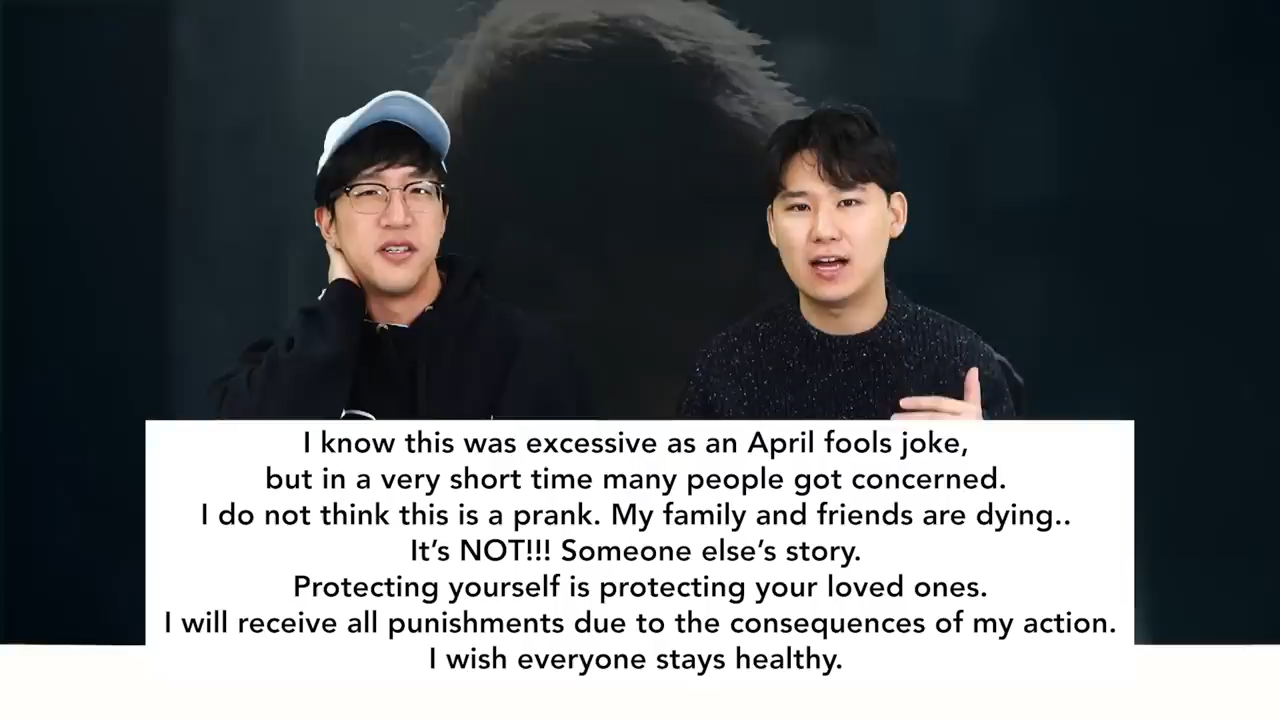 I know this was excessive as an April fools joke,
but in a very short time many people got concerned.
I do not think this is a prank. My family and friends are dying..
It's NOT!!! Someone else's story.
Protecting yourself is protecting your loved ones.
I will receive all punishments due to the consequences of my action.
I wish everyone stays healthy.